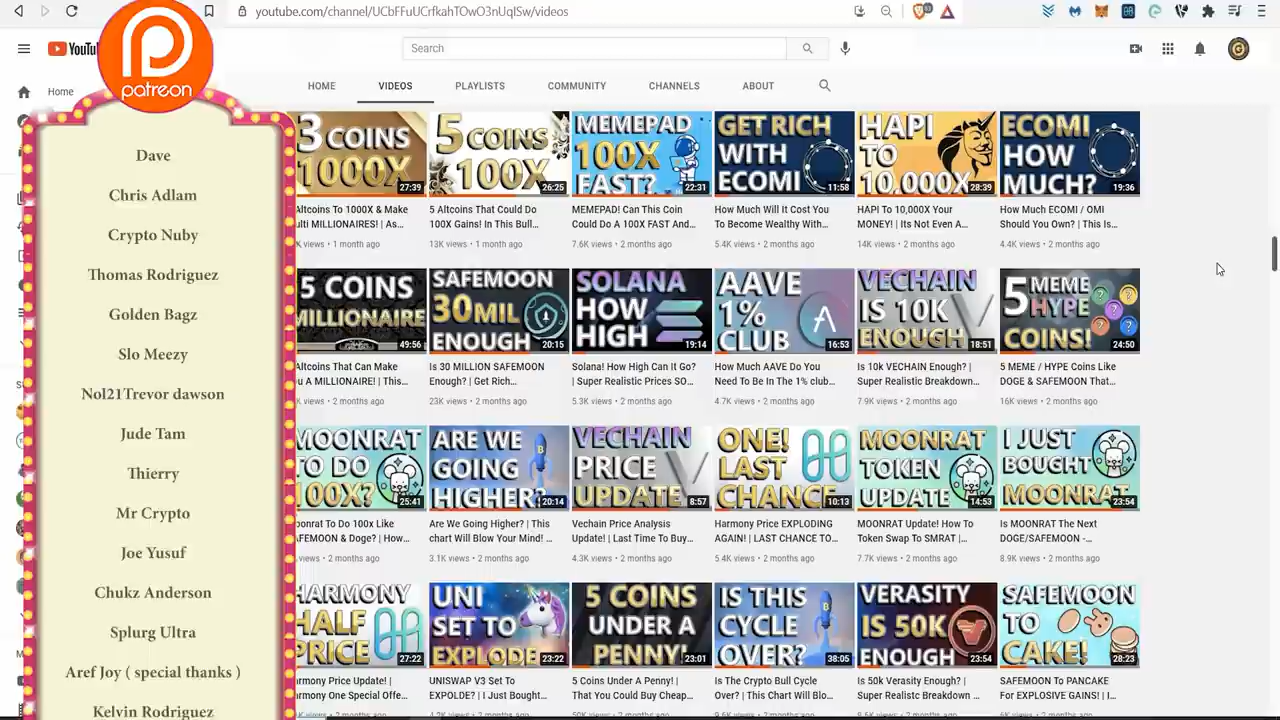 youtube.com/channel/UCbFFuUCrfkahTOwO3nUqISw/videos
patreon
Search
Home
HOME
VIDEOS
PLAYLISTS
COMMUNITY
CHANNELS
ABOUT
Dave
Chris Adlam
Crypto Nuby
Thomas Rodriguez
Golden Bagz
Slo Meezy
Nol21Trevor dawson
Jude Tam
Thierry
Mr Crypto
Joe Yusuf
Chukz Anderson
Splurg Ultra
Aref Joy ( special thanks )
Kelvin Rodriguez
3 COINS
1000X
27:39
Altcoins To 1000X & Make
MILLIONAIRES! | As...
views • 1 month ago
5 COINS
100X
26:25
5 Altcoins That Could Do
100X Gains! In This Bull...
13K views • 1 month ago
MEMEPAD
100X
FAST?
22:31
MEMEPAD! Can This Coin
Could Do A 100X FAST And...
7.6K views • 2 months ago
GET RICH
WITH
ECOMI
11:58
How Much Will It Cost You
To Become Wealthy With...
5.4K views • 2 months ago
HAPI
TO
10,000X
28:39
HAPI To 10,000X Your
MONEY! | Its Not Even A...
14K views • 2 months ago
ECOMI
HOW
MUCH?
19:36
How Much ECOMI / OMI
Should You Own? | This Is...
4.4K views • 2 months ago
5 COINS
MILLIONAIRE
49:56
Altcoins That Can Make
A MILLIONAIRE! | This...
views • 2 months ago
SAFEMOON
30MIL
ENOUGH
20:15
Is 30 MILLION SAFEMOON
Enough? | Get Rich...
23K views • 2 months ago
SOLANA
HOW
HIGH
19:14
Solana! How High Can It Go?
| Super Realistic Prices SO...
5.3K views • 2 months ago
AAVE
1%
CLUB
16:53
How Much AAVE Do You
Need To Be In The 1% club...
4.7K views • 2 months ago
VECHAIN
IS 10K
ENOUGH
18:51
Is 10k VECHAIN Enough? |
Super Realistic Breakdown...
7.9K views • 2 months ago
5 MEME
HYPE
COINS!
24:50
5 MEME / HYPE Coins Like
DOGE & SAFEMOON That...
16K views • 2 months ago
MOONRAT
TO DO
100X?
25:41
To Do 100x Like
& Doge? | How...
views • 2 months ago
ARE WE
GOING
HIGHER?
20:14
Are We Going Higher? | This
chart Will Blow Your Mind! ...
3.1K views • 2 months ago
VECHAIN
PRICE
UPDATE
8:57
Vechain Price Analysis
Update! | Last Time To Buy...
4.3K views • 2 months ago
ONE!
LAST
CHANCE
10:13
Harmony Price EXPLODING
AGAIN! | LAST CHANCE TO...
5.4K views • 2 months ago
MOONRAT
TOKEN
UPDATE
14:53
MOONRAT Update! How To
Token Swap To SMRAT |...
7.7K views • 2 months ago
I JUST
BOUGHT
MOONRAT
23:54
Is MOONRAT The Next
DOGE/SAFEMOON -...
8.9K views • 2 months ago
HARMONY
HALF
PRICE
27:22
Price Update! |
One Special Offe...
UNI
SET TO
EXPLODE
23:22
UNISWAP V3 Set To
EXPOLDE? | I Just Bought...
5 COINS
UNDER A
PENNY!
23:01
5 Coins Under A Penny! |
That You Could Buy Cheap...
IS THIS
CYCLE
OVER?
38:05
Is The Crypto Bull Cycle
Over? | This Chart Will Blo...
VERASITY
IS 50K
ENOUGH
23:54
Is 50k Verasity Enough? |
Super Realstic Berakdown ...
SAFEMOON
TO
CAKE!
28:23
SAFEMOON To PANCAKE
For EXPLOSIVE GAINS! | I...